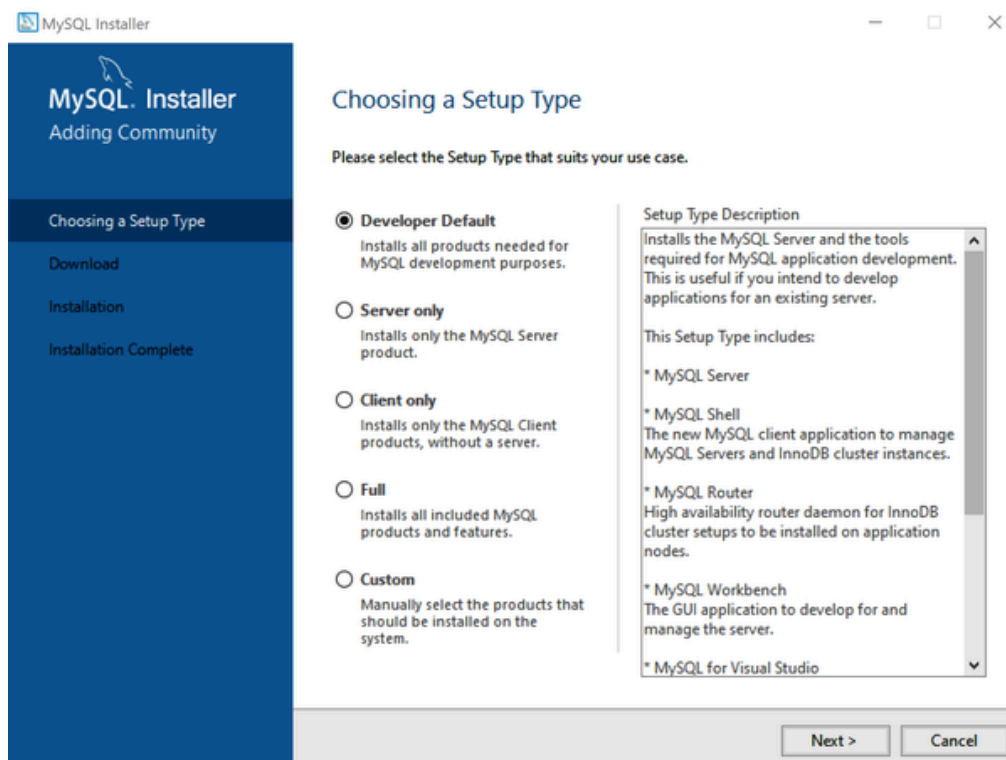 MySQL Installer
MySQL. Installer
Adding Community
Choosing a Setup Type
Download
Installation
Installation Complete
Choosing a Setup Type
Please select the Setup Type that suits your use case.
Developer Default
Installs all products needed for
MySQL development purposes.
Server only
Installs only the MySQL Server
product.
Client only
Installs only the MySQL Client
products, without a server.
Full
Installs all included MySQL
products and features.
Custom
Manually select the products that
should be installed on the
system.
Setup Type Description
Installs the MySQL Server and the tools
required for MySQL application development.
This is useful if you intend to develop
applications for an existing server.
This Setup Type includes:
* MySQL Server
* MySQL Shell
The new MySQL client application to manage
MySQL Servers and InnoDB cluster instances.
* MySQL Router
High availability router daemon for InnoDB
cluster setups to be installed on application
nodes.
* MySQL Workbench
The GUI application to develop for and
manage the server.
* MySQL for Visual Studio
Next >
Cancel